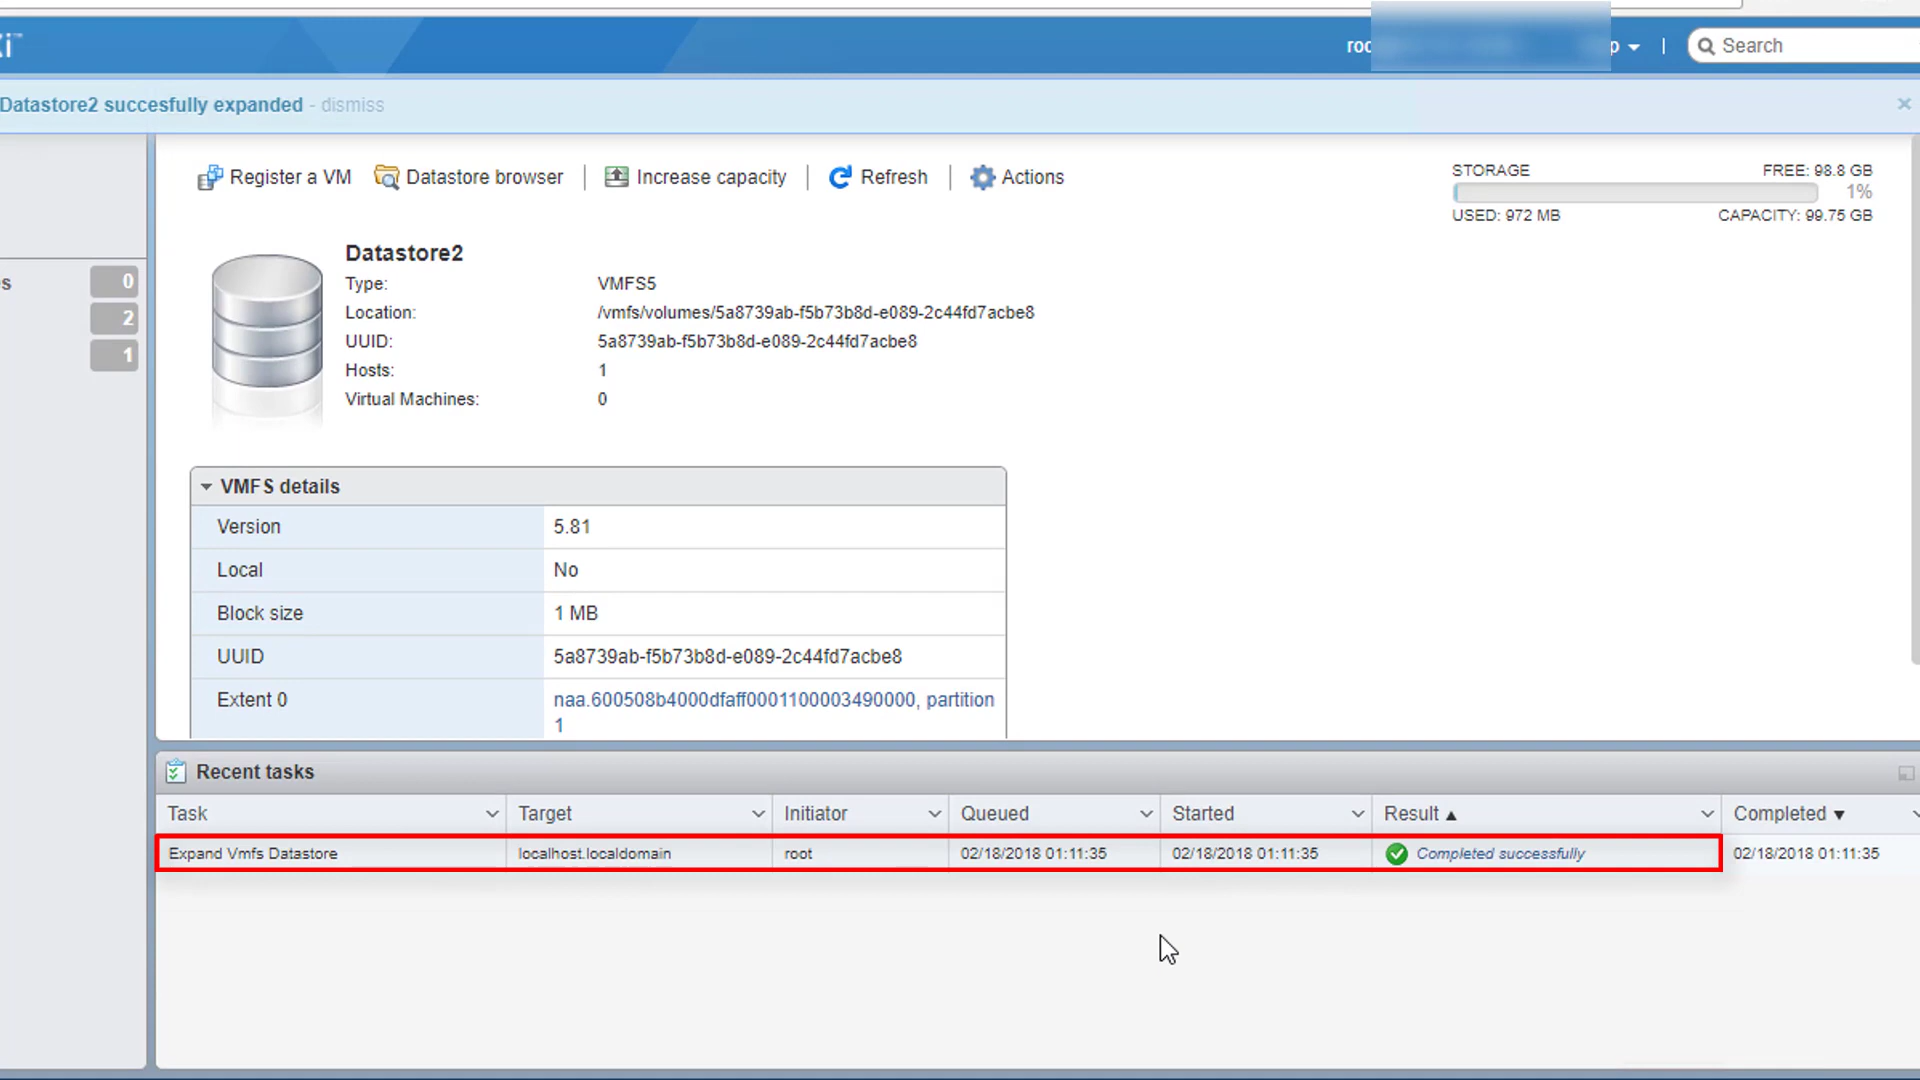 Datastore2 succesfully expanded - dismiss
Search
Register a VM
Datastore browser
Increase capacity
Refresh
Actions
STORAGE
FREE: 98.8 GB
1%
USED: 972 MB
CAPACITY: 99.75 GB
0
2
1
Datastore2
Type: VMFS5
Location: /vmfs/volumes/5a8739ab-f5b73b8d-e089-2c44fd7acbe8
UUID: 5a8739ab-f5b73b8d-e089-2c44fd7acbe8
Hosts: 1
Virtual Machines: 0
VMFS details
Version 5.81
Local No
Block size 1 MB
UUID 5a8739ab-f5b73b8d-e089-2c44fd7acbe8
Extent 0 naa.600508b4000dfaff0001100003490000, partition
1
Recent tasks
Task Target Initiator Queued Started Result Completed
Expand Vmfs Datastore localhost.localdomain root 02/18/2018 01:11:35 02/18/2018 01:11:35 Completed successfully 02/18/2018 01:11:35